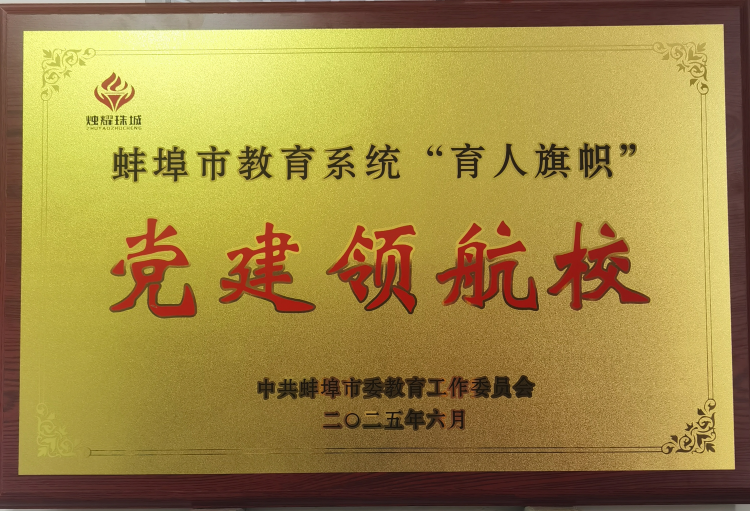 烛耀珠城
ZHUYAOZHUCHENG
蚌埠市教育系统“育人旗帜”
党建领航校
中共蚌埠市委教育工作委员会
二〇二五年六月